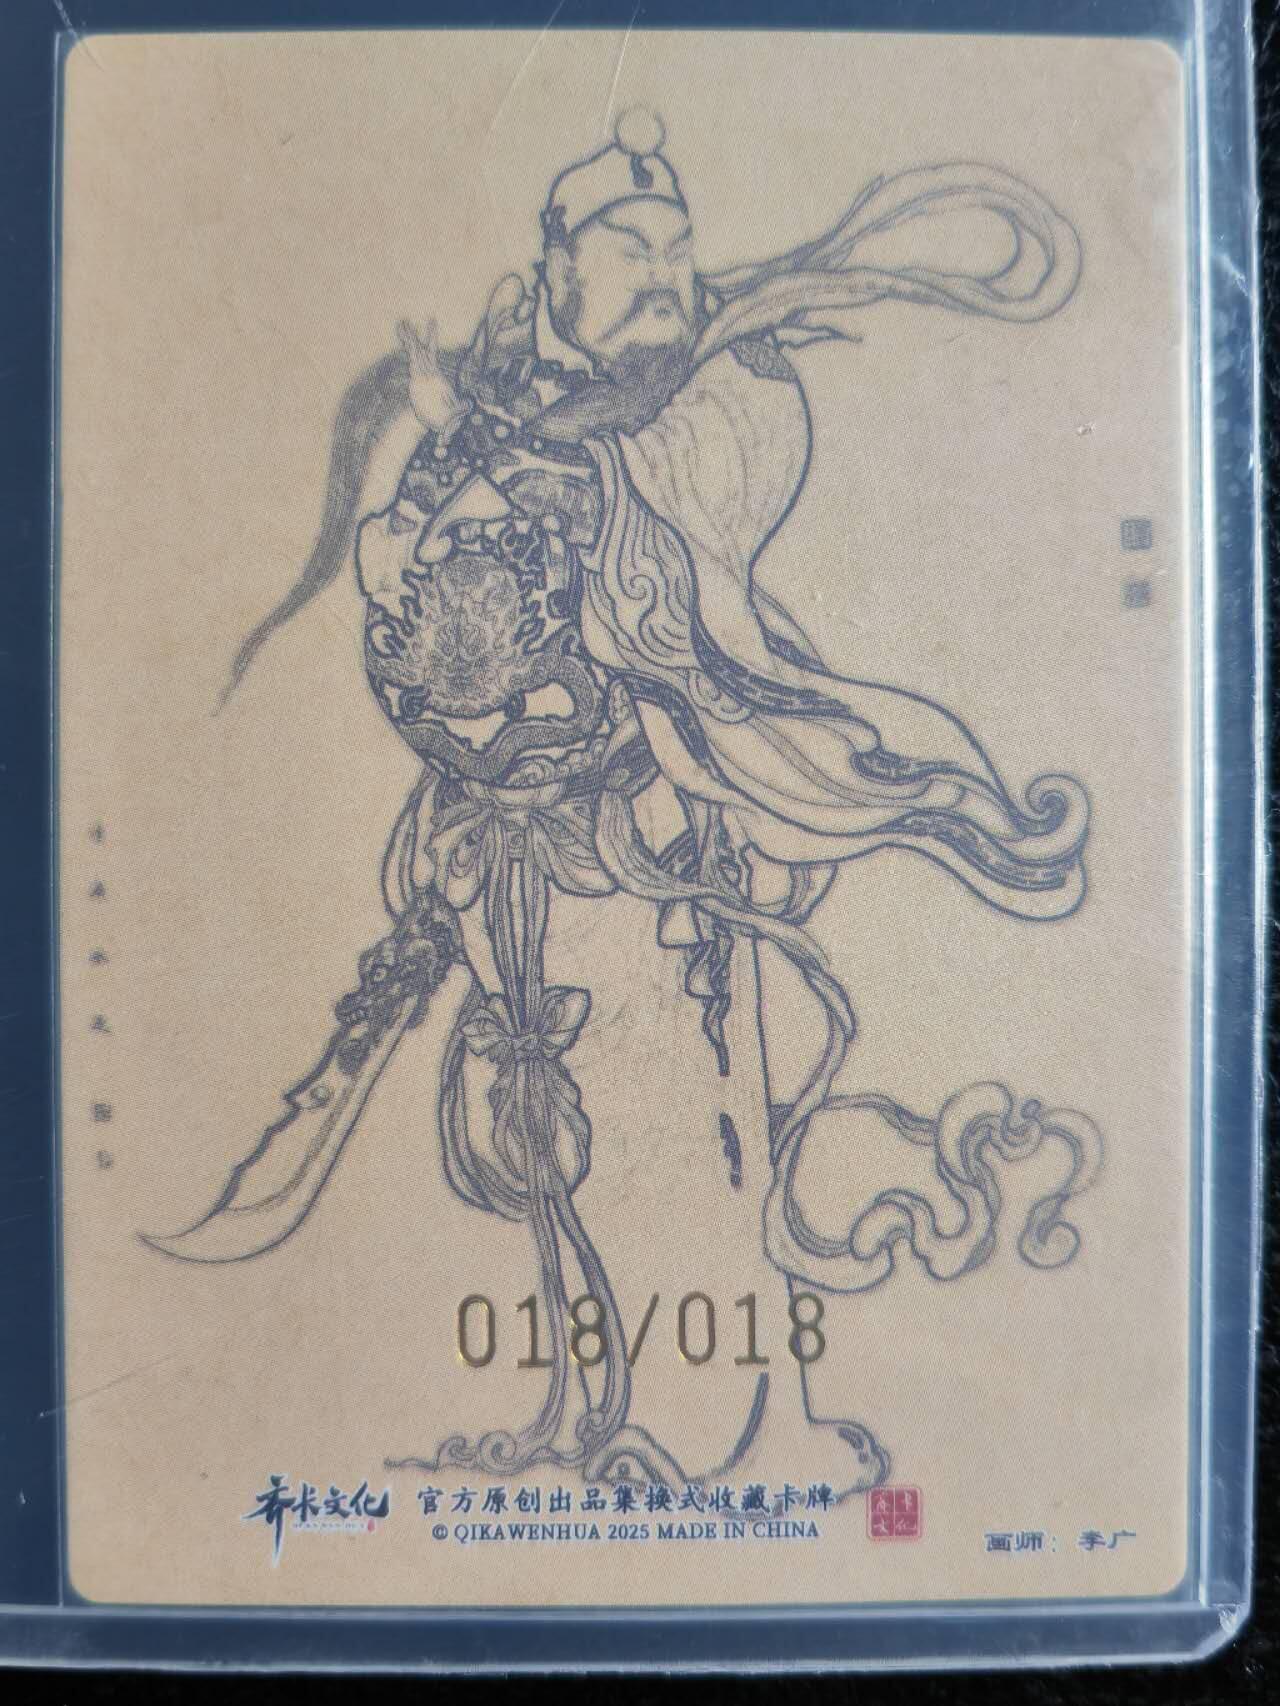 018/018
齐卡文化 官方原创出品集换式收藏卡牌
© QIKAWENHUA 2025 MADE IN CHINA
画师：李广